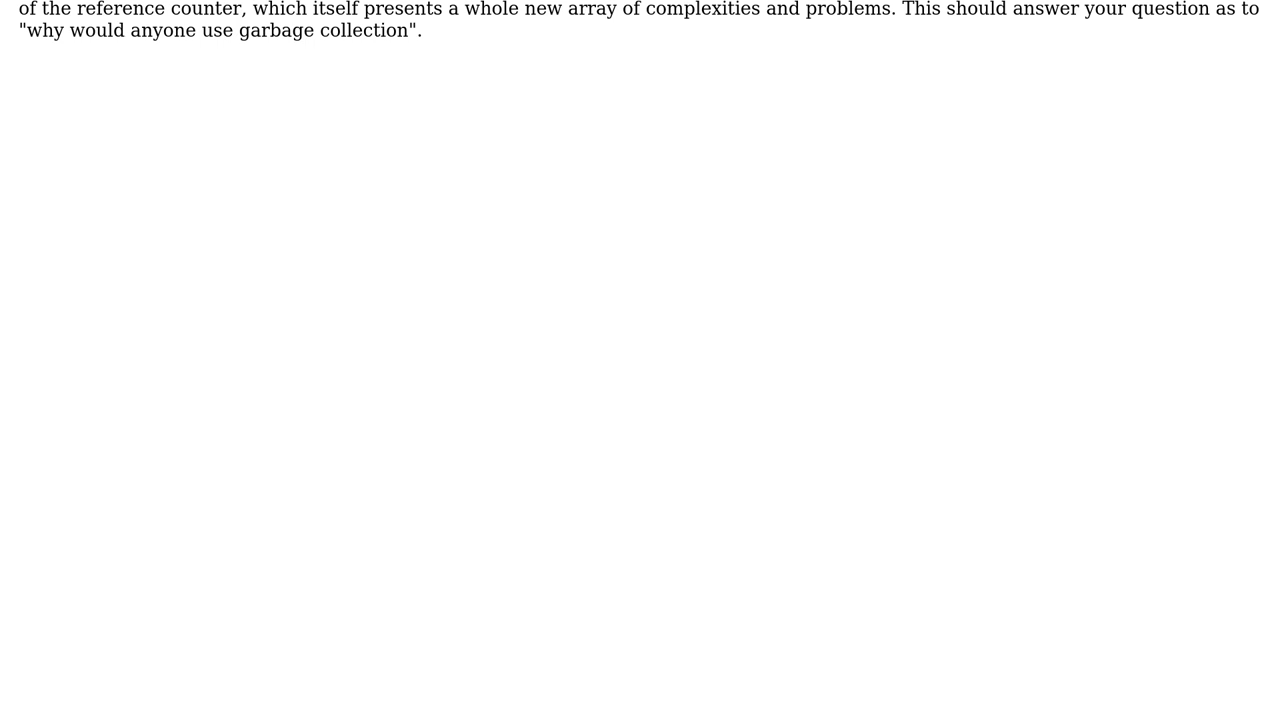 of the reference counter, which itself presents a whole new array of complexities and problems. This should answer your question as to
"why would anyone use garbage collection".